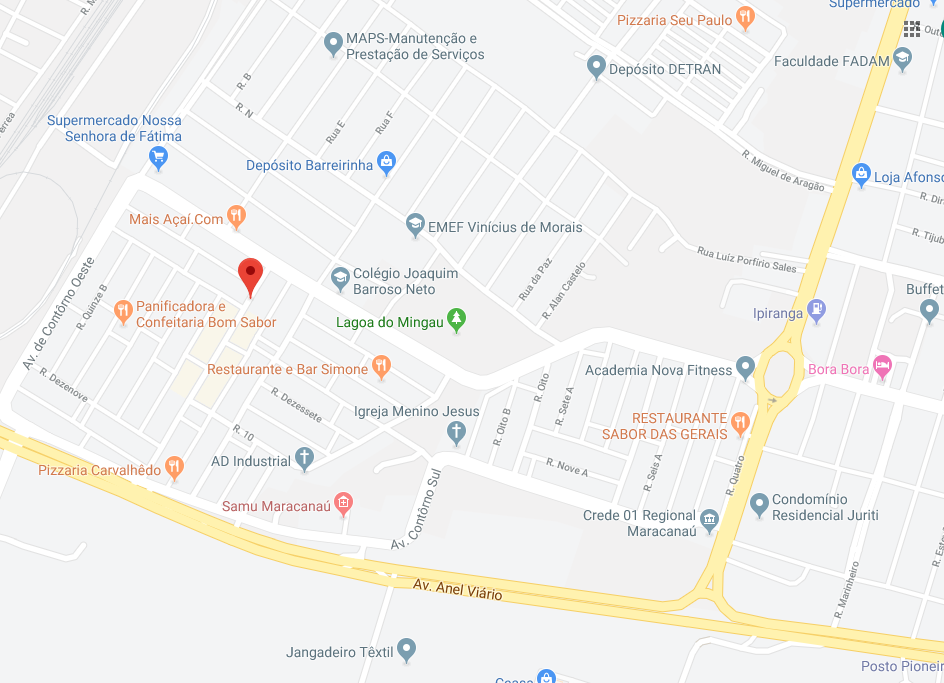 Supermercado
Pizzaria Seu Paulo
MAPS-Manutenção e
Prestação de Serviços
Depósito DETRAN
Faculdade FADAM
R. B
R. N
Rua E
Rua F
Supermercado Nossa
Senhora de Fátima
Depósito Barreirinha
R. Miguel de Aragão
Loja Afonso
Mais Açaí.Com
EMEF Vinícius de Morais
Rua Luíz Porfírio Sales
Colégio Joaquim
Barroso Neto
Rua da Paz
R. Alan Castelo
Av. de Contôrno Oeste
R. Quinze B
Panificadora e
Confeitaria Bom Sabor
Lagoa do Mingau
Ipiranga
Buffet
Restaurante e Bar Simone
Academia Nova Fitness
Bora Bora
R. Dezenove
R. Dezessete
Igreja Menino Jesus
R. Oito
R. Oito B
R. Sete A
RESTAURANTE
SABOR DAS GERAIS
R. 10
AD Industrial
Pizzaria Carvalhêdo
R. Nove A
R. Seis A
R. Quatro
Samu Maracanaú
Av. Contôrno Sul
Crede 01 Regional
Maracanaú
Condomínio
Residencial Juriti
Av. Anel Viário
R. Marinheiro
Jangadeiro Têxtil
Posto Pioneir